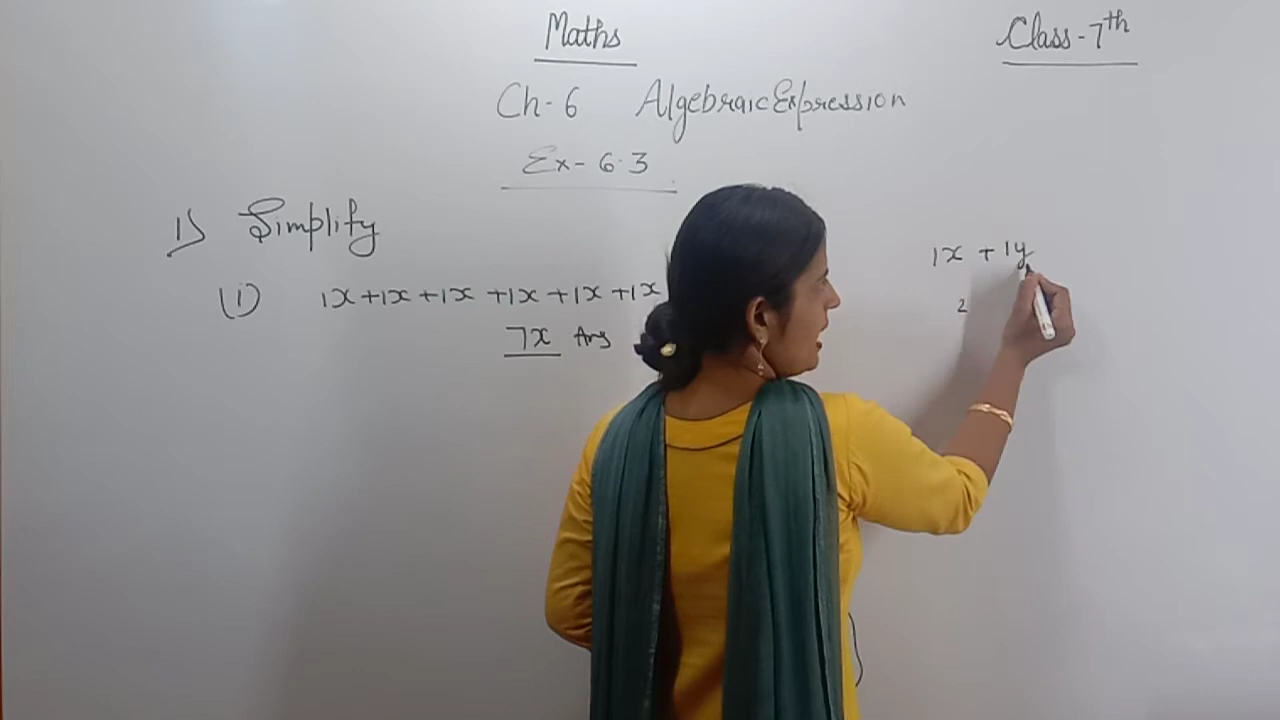 Maths
Class-7th
Ch-6 Algebraic Expression
Ex-6.3
1) Simplify
(1) 1x+1x+1x+1x+1x+1x
7x Ans
1x + 1y
2